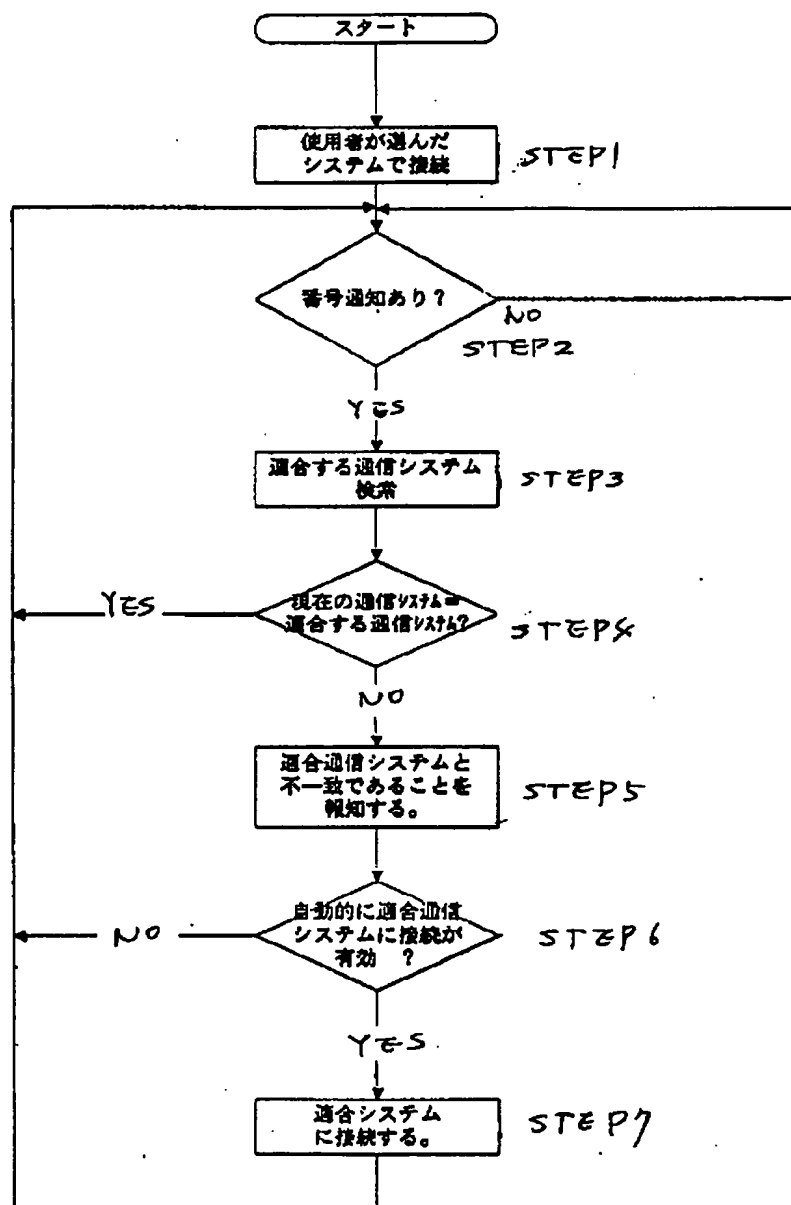 スタート
使用者が選んだ
システムで接続
STEP1
番号通知あり?
NO
STEP2
YES
適合する通信システム
検索
STEP3
現在の通信システム=
適合する通信システム?
YES
STEP4
NO
適合通信システムと
不一致であることを
報知する。
STEP5
自動的に適合通信
システムに接続が
有効 ?
NO
STEP6
YES
適合システム
に接続する。
STEP7